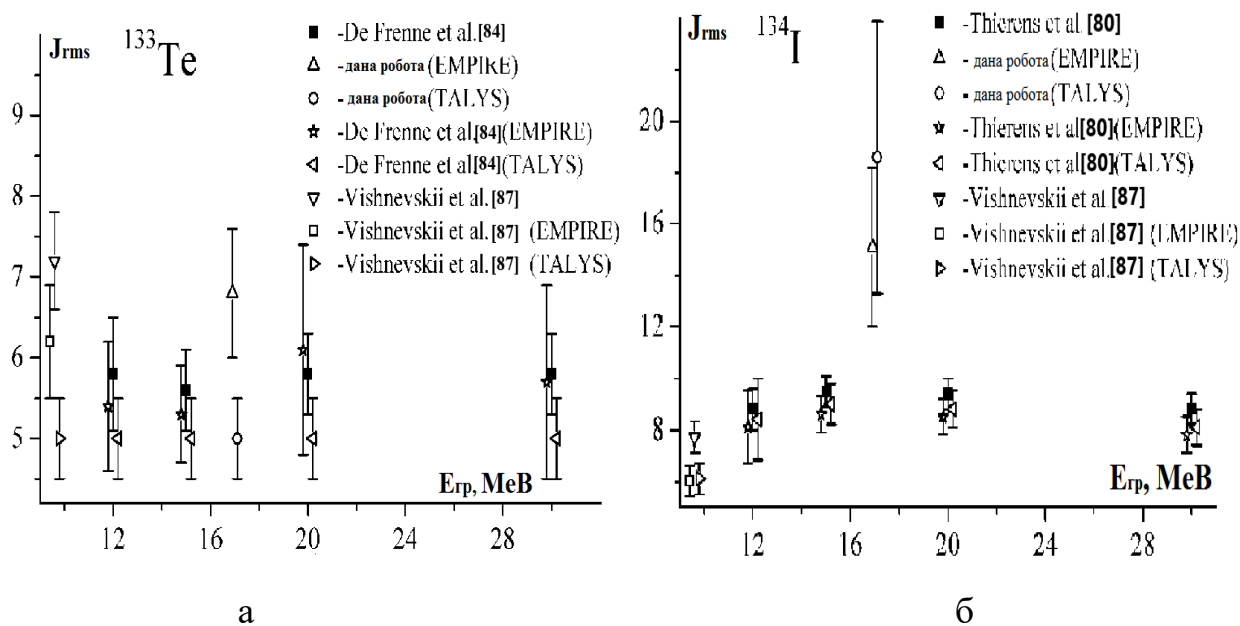 Jrms
133Te
-De Frenne et al.[84]
- дана робота (EMPIRE)
- дана робота (TALYS)
-De Frenne et al[84](EMPIRE)
-De Frenne et al[84](TALYS)
-Vishnevskii et al.[87]
-Vishnevskii et al.[87] (EMPIRE)
-Vishnevskii et al.[87] (TALYS)
9
8
7
6
5
Eгр, МеВ
12 16 20 24 28
а
Jrms
134I
-Thierens et al [80]
- дана робота (EMPIRE)
- дана робота (TALYS)
-Thierens et al[80](EMPIRE)
-Thierens et al[80](TALYS)
-Vishnevskii et al [87]
-Vishnevskii et al.[87] (EMPIRE)
-Vishnevskii et al.[87] (TALYS)
20
16
12
8
Eгр, МеВ
12 16 20 24 28
б